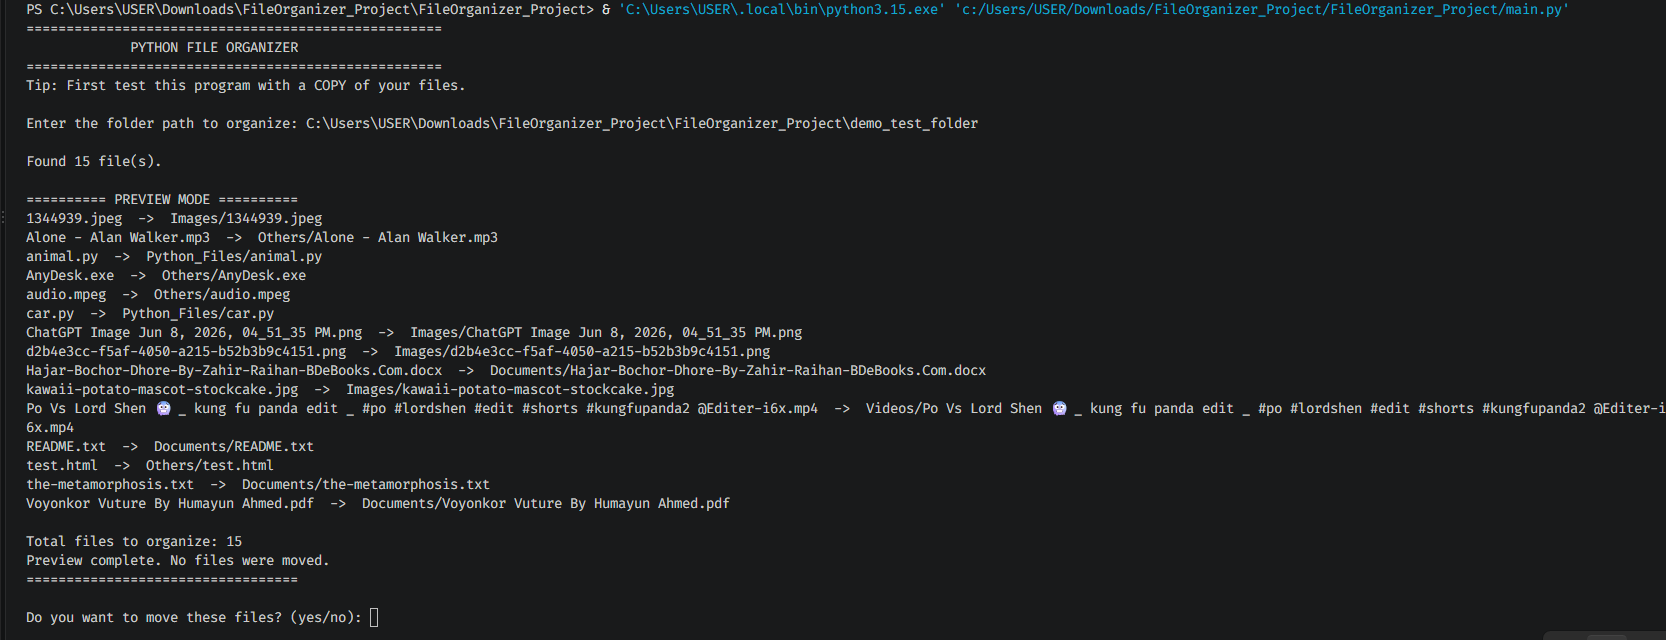 PS C:\Users\USER\Downloads\FileOrganizer_Project\FileOrganizer_Project> & 'C:\Users\USER\.local\bin\python3.15.exe' 'c:/Users/USER/Downloads/FileOrganizer_Project/FileOrganizer_Project/main.py'
====================================================
PYTHON FILE ORGANIZER
====================================================
Tip: First test this program with a COPY of your files.
Enter the folder path to organize: C:\Users\USER\Downloads\FileOrganizer_Project\FileOrganizer_Project\demo_test_folder
Found 15 file(s).
========== PREVIEW MODE ==========
1344939.jpeg  ->  Images/1344939.jpeg
Alone - Alan Walker.mp3  ->  Others/Alone - Alan Walker.mp3
animal.py  ->  Python_Files/animal.py
AnyDesk.exe  ->  Others/AnyDesk.exe
audio.mpeg  ->  Others/audio.mpeg
car.py  ->  Python_Files/car.py
ChatGPT Image Jun 8, 2026, 04_51_35 PM.png  ->  Images/ChatGPT Image Jun 8, 2026, 04_51_35 PM.png
d2b4e3cc-f5af-4050-a215-b52b3b9c4151.png  ->  Images/d2b4e3cc-f5af-4050-a215-b52b3b9c4151.png
Hajar-Bochor-Dhore-By-Zahir-Raihan-BDeBooks.Com.docx  ->  Documents/Hajar-Bochor-Dhore-By-Zahir-Raihan-BDeBooks.Com.docx
kawaii-potato-mascot-stockcake.jpg  ->  Images/kawaii-potato-mascot-stockcake.jpg
Po Vs Lord Shen 🦚 _ kung fu panda edit _ #po #lordshen #edit #shorts #kungfupanda2 @Editer-i6x.mp4  ->  Videos/Po Vs Lord Shen 🦚 _ kung fu panda edit _ #po #lordshen #edit #shorts #kungfupanda2 @Editer-i
6x.mp4
README.txt  ->  Documents/README.txt
test.html  ->  Others/test.html
the-metamorphosis.txt  ->  Documents/the-metamorphosis.txt
Voyonkor Vuture By Humayun Ahmed.pdf  ->  Documents/Voyonkor Vuture By Humayun Ahmed.pdf
Total files to organize: 15
Preview complete. No files were moved.
==================================
Do you want to move these files? (yes/no):